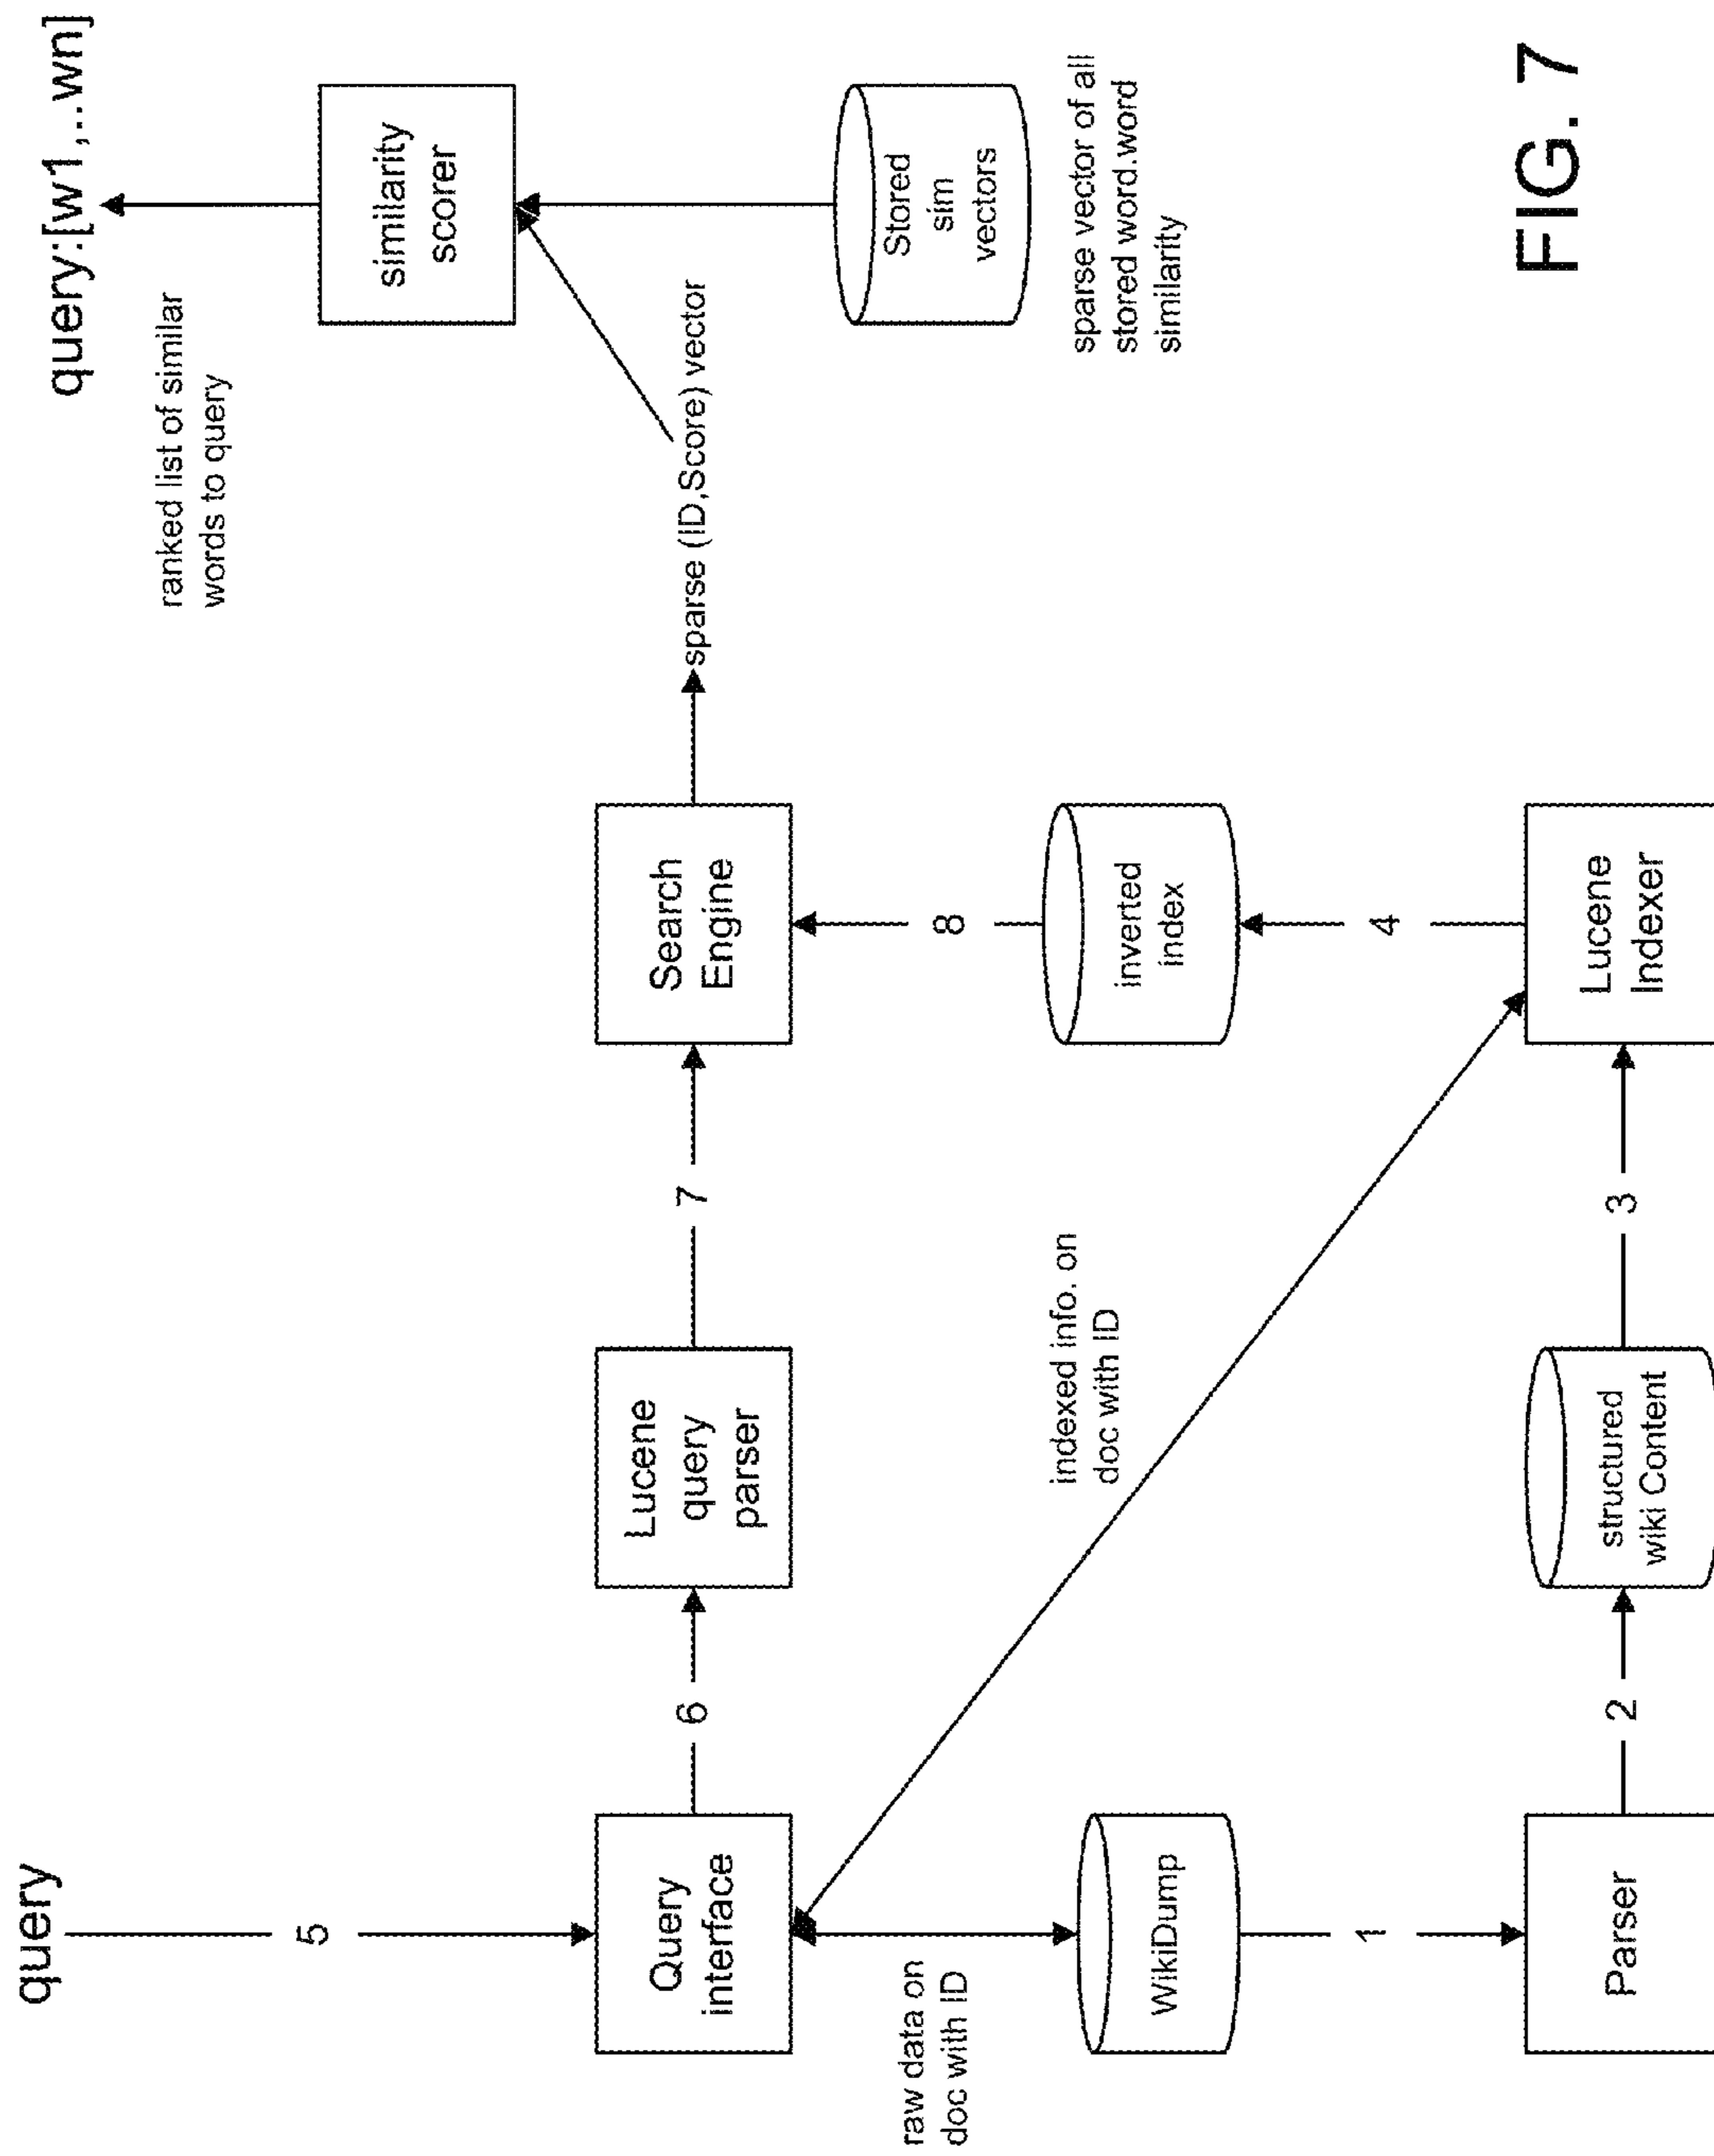 query
query:[w1,..wn]
5
ranked list of similar
words to query
similarity
scorer
Query
interface
6
Lucene
query
parser
7
Search
Engine
sparse (ID,Score) vector
raw data on
doc with ID
indexed info. on
doc with ID
8
Stored
sim
vectors
WikiDump
inverted
index
sparse vector of all
stored word.word
similarity
1
4
Parser
2
structured
wiki Content
3
Lucene
Indexer
FIG. 7